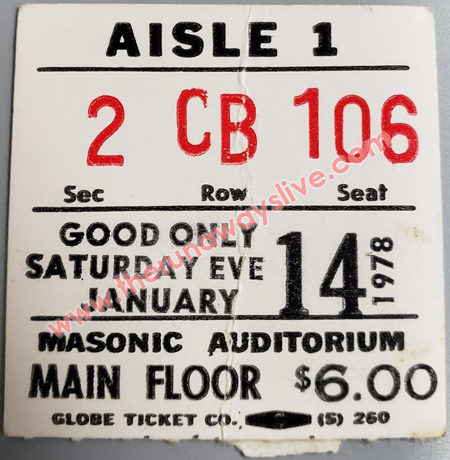 AISLE 1
2 CB 106
Sec Row Seat
GOOD ONLY
SATURDAY EVE
JANUARY
14
1978
MASONIC AUDITORIUM
MAIN FLOOR $6.00
GLOBE TICKET CO. (5) 260
www.therunawayslive.com